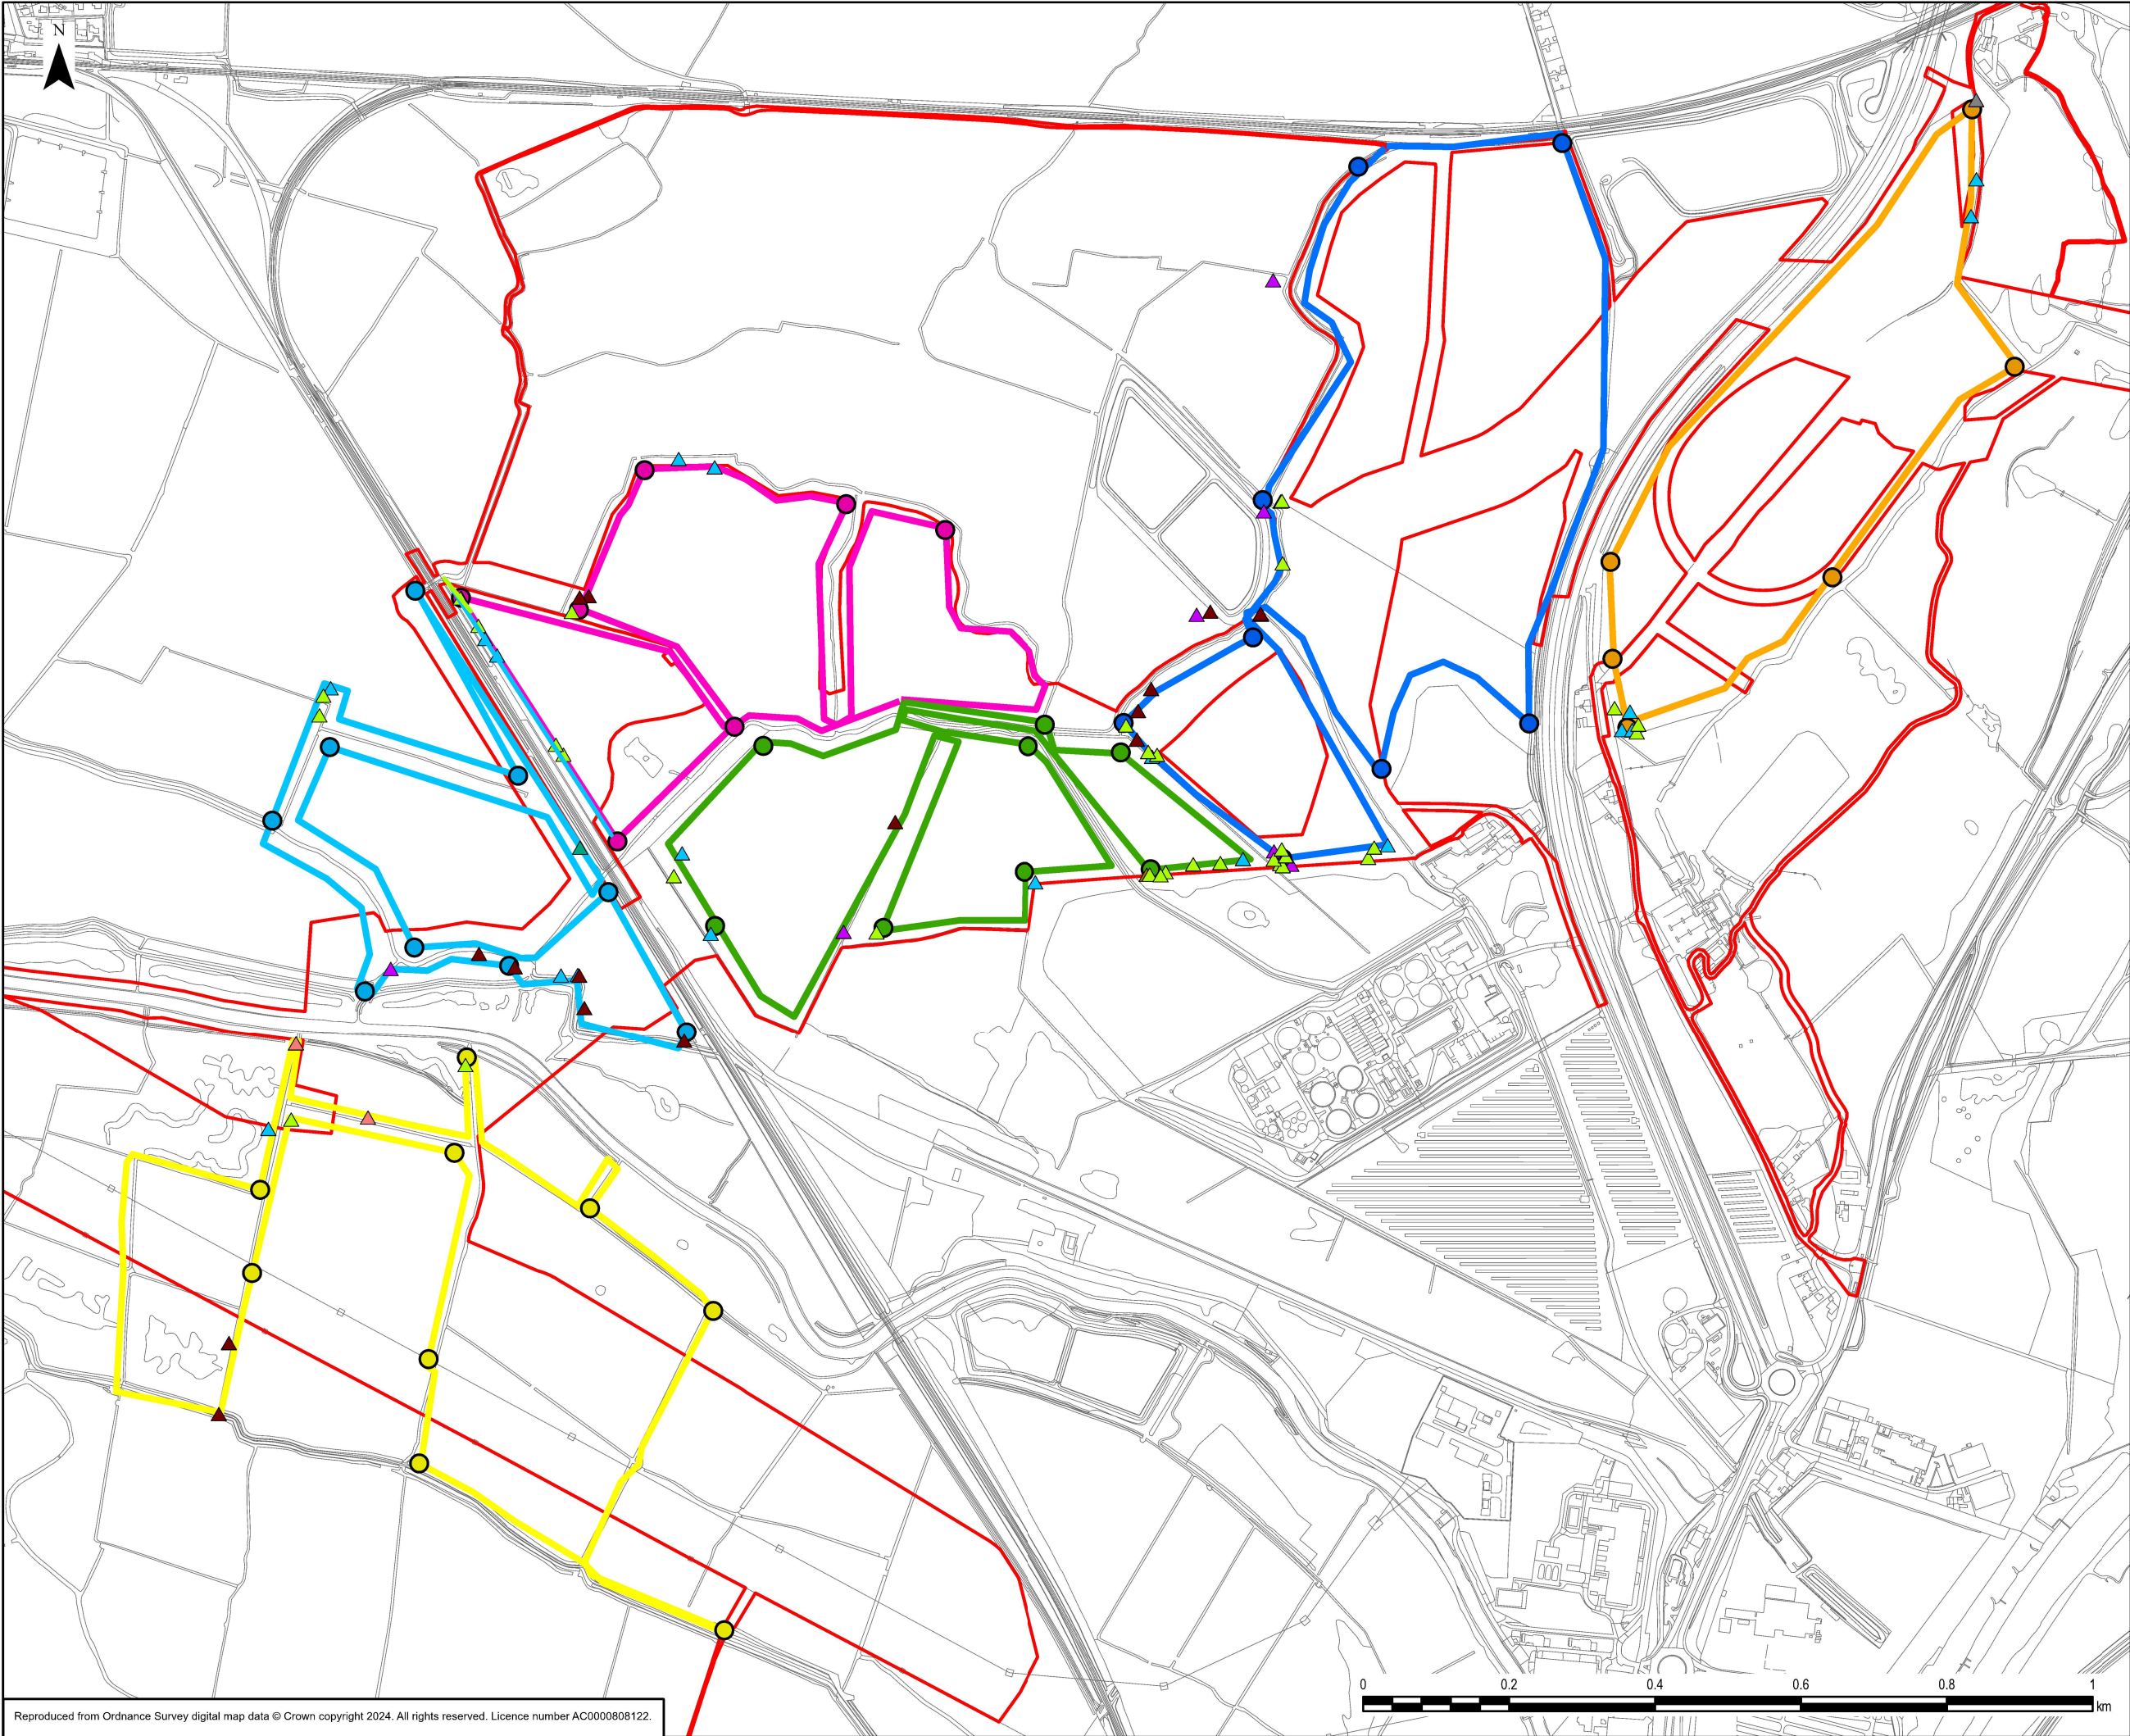 N
0 0.2 0.4 0.6 0.8 1
km
Reproduced from Ordnance Survey digital map data © Crown copyright 2024. All rights reserved. Licence number AC0000808122.